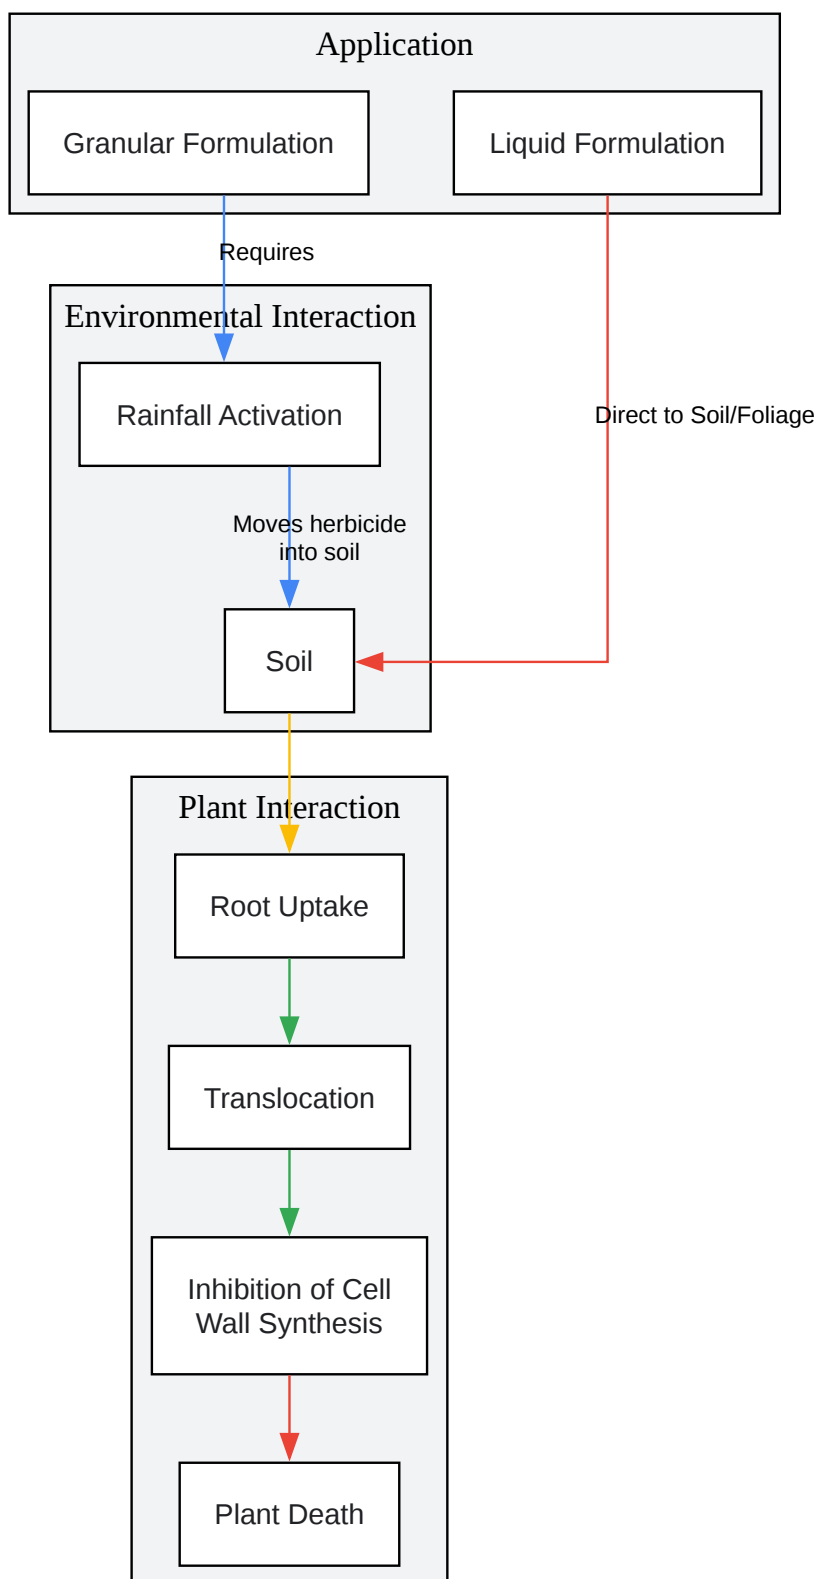 Application
Granular Formulation
Liquid Formulation
Requires
Environmental Interaction
Rainfall Activation
Direct to Soil/Foliage
Moves herbicide
into soil
Soil
Plant Interaction
Root Uptake
Translocation
Inhibition of Cell
Wall Synthesis
Plant Death